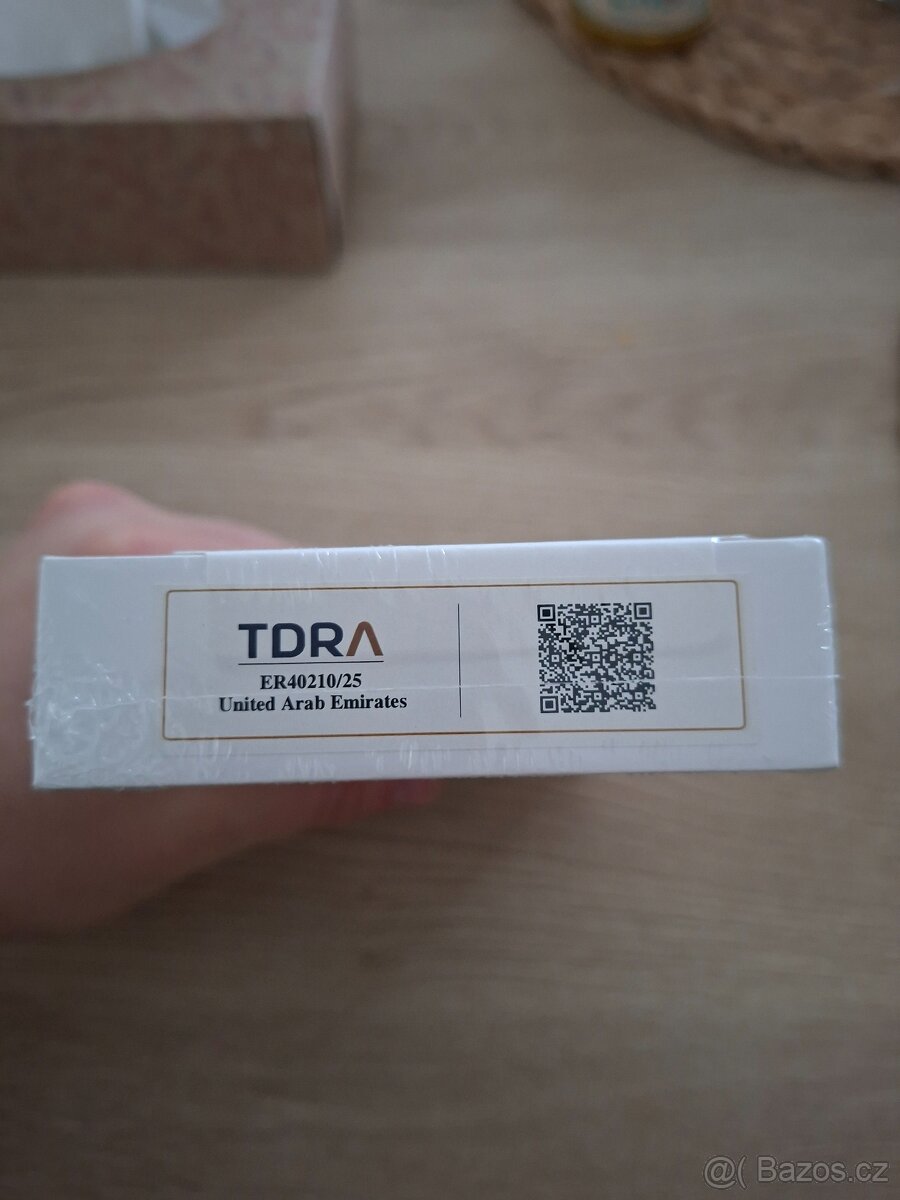 TDRA
ER40210/25
United Arab Emirates
@( Bazos.cz